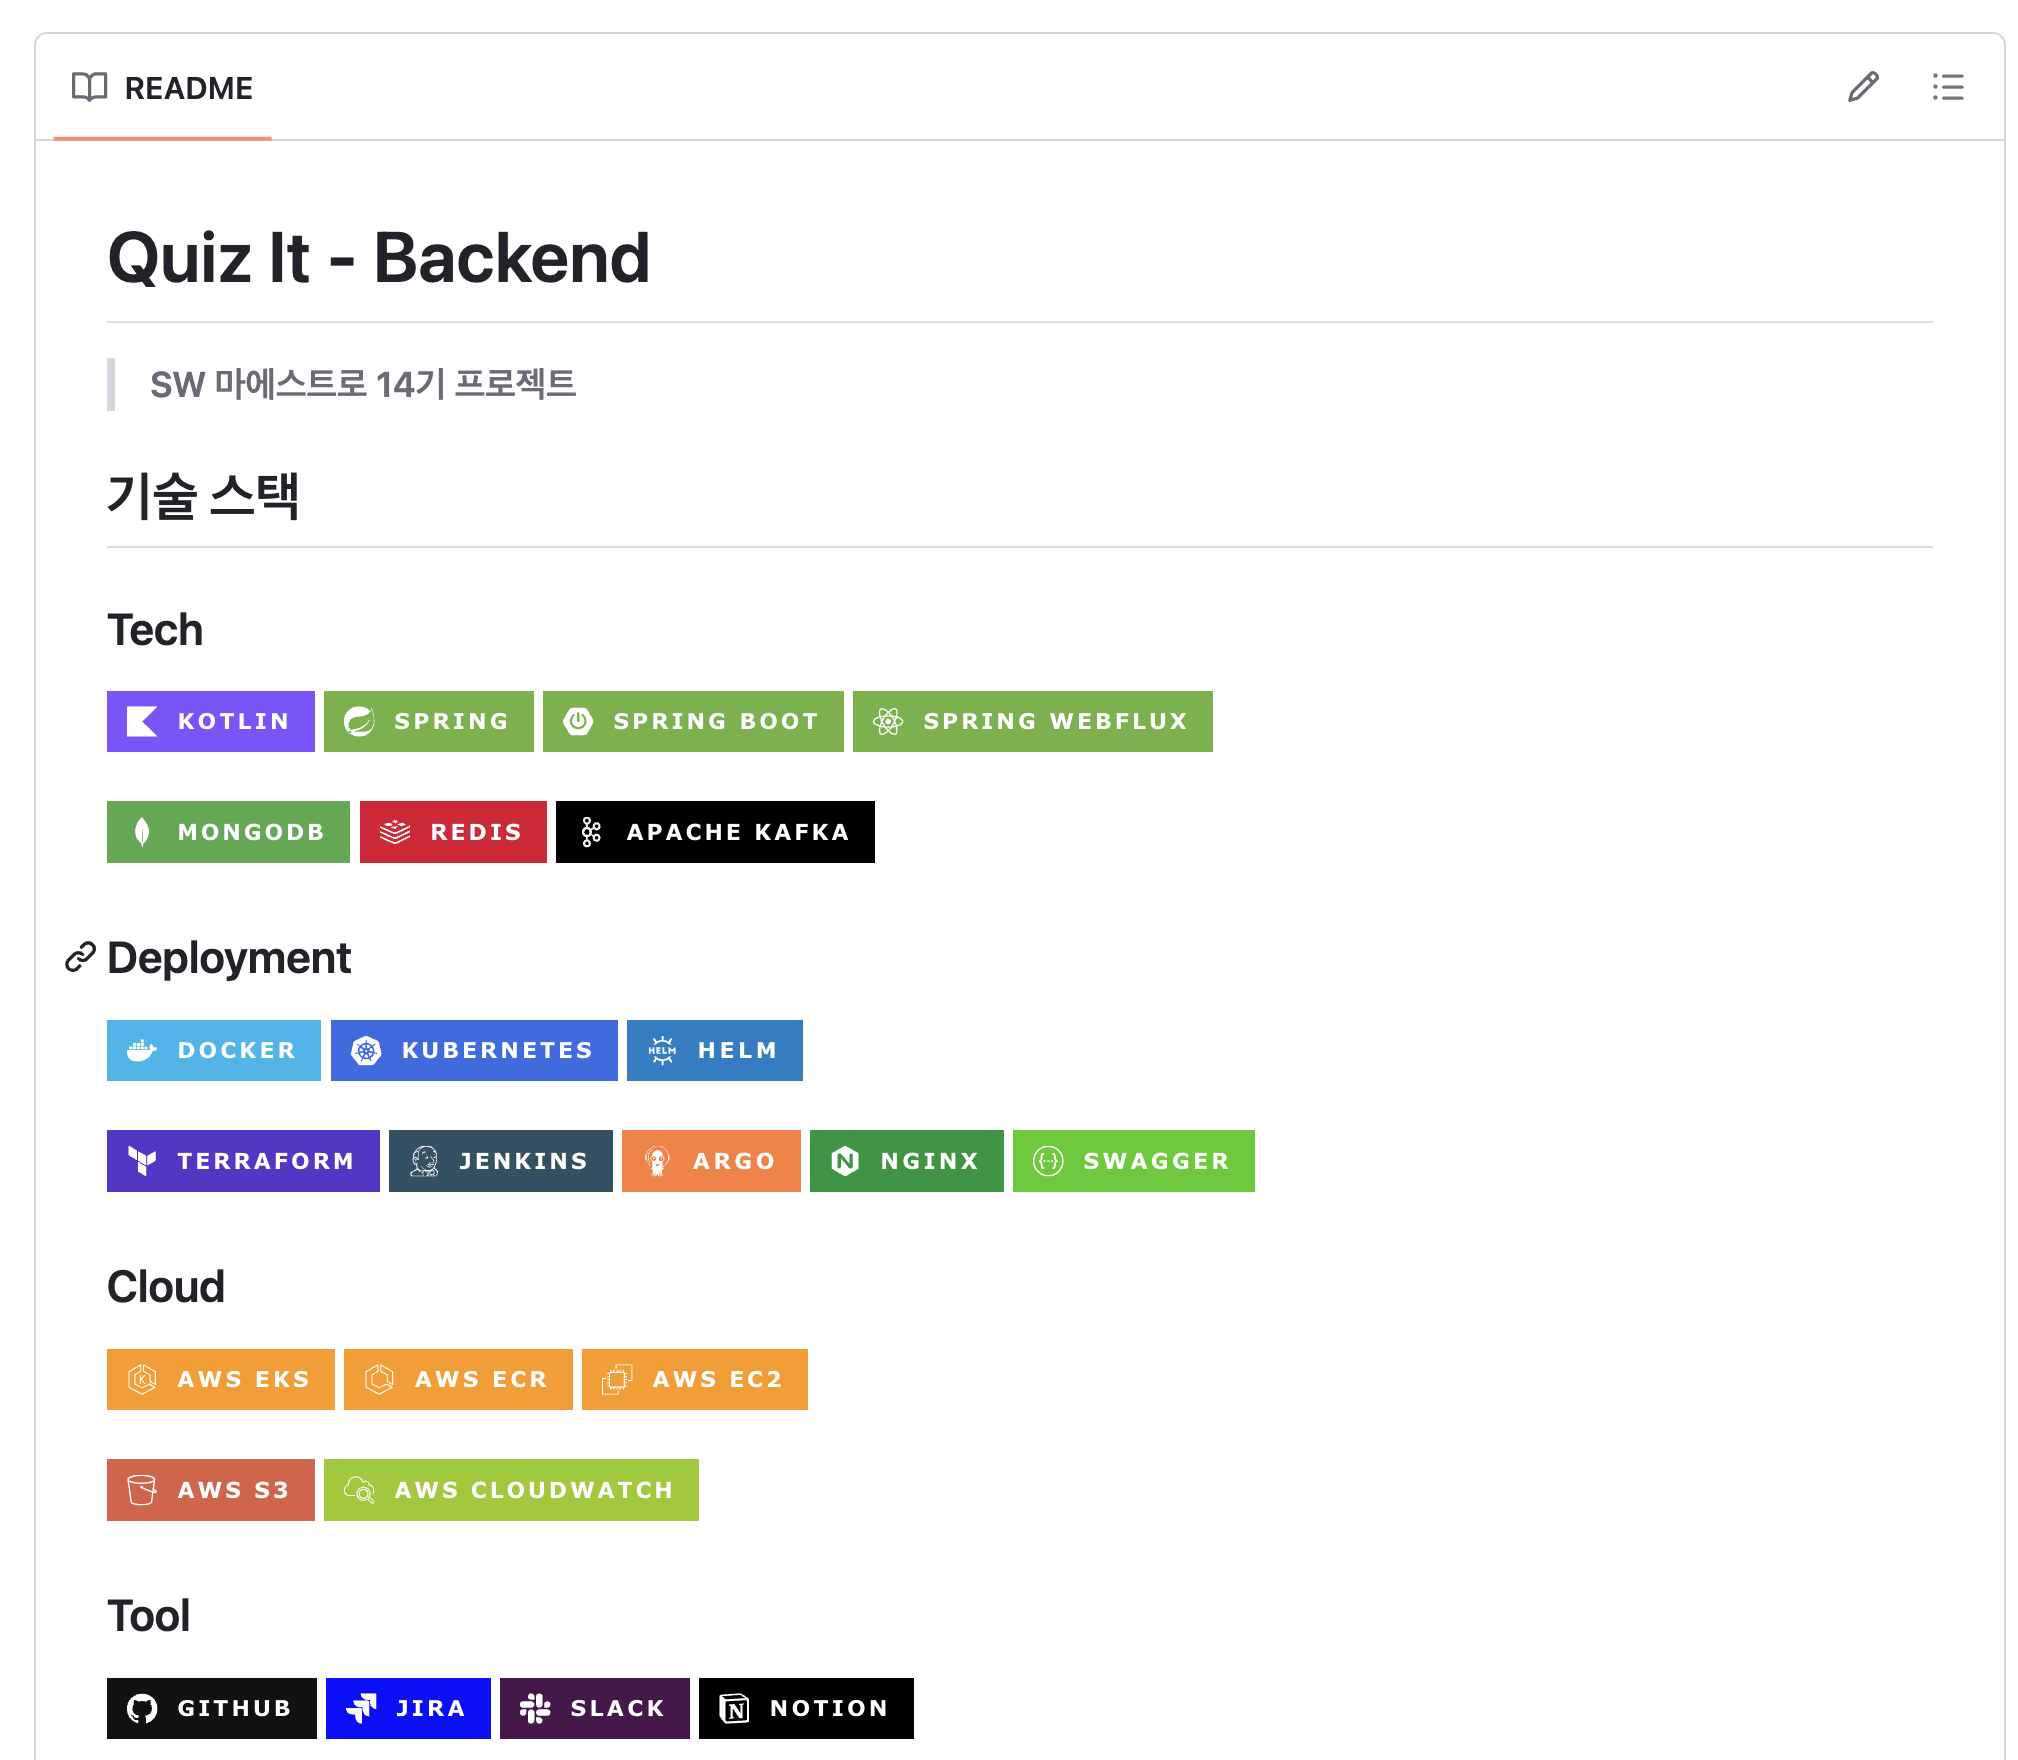 README
Quiz It - Backend
SW 마에스트로 14기 프로젝트
기술 스택
Tech
KOTLIN SPRING SPRING BOOT SPRING WEBFLUX
MONGODB REDIS APACHE KAFKA
Deployment
DOCKER KUBERNETES HELM HELM
TERRAFORM JENKINS ARGO NGINX SWAGGER
Cloud
AWS EKS AWS ECR AWS EC2
AWS S3 AWS CLOUDWATCH
Tool
GITHUB JIRA SLACK NOTION